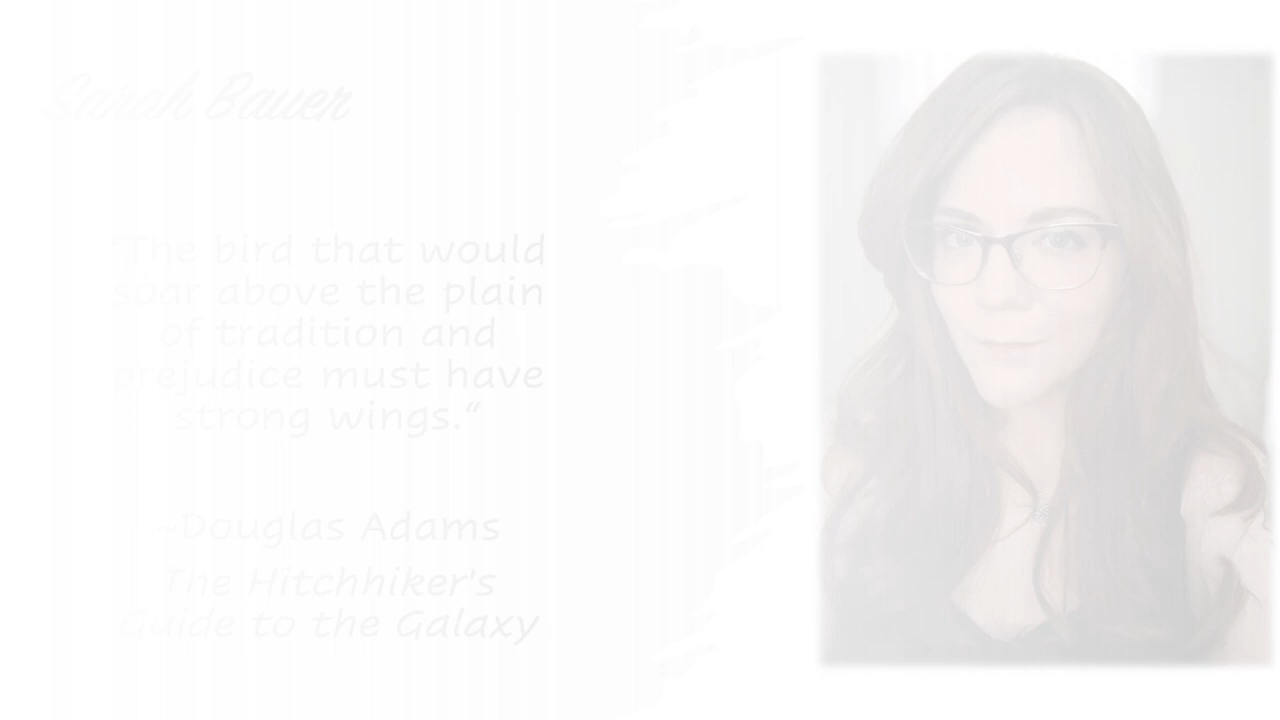 Sarah Bauer
"The bird that would
soar above the plain
of tradition and
prejudice must have
strong wings.“
~Douglas Adams
The Hitchhiker's
Guide to the Galaxy